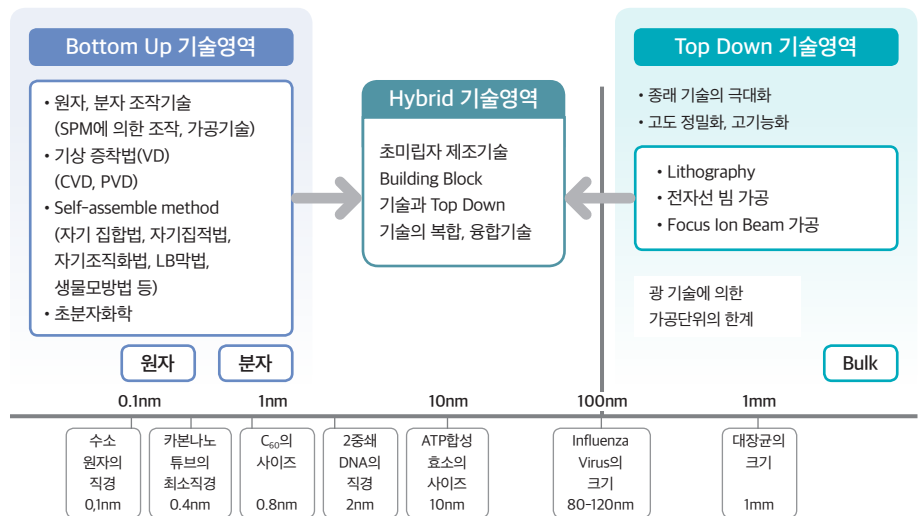 Bottom Up 기술영역
• 원자, 분자 조작기술
(SPM에 의한 조작, 가공기술)
• 기상 증착법(VD)
(CVD, PVD)
• Self-assemble method
(자기 집합법, 자기집적법,
자기조직화법, LB막법,
생물모방법 등)
• 초분자화학
원자
분자
Hybrid 기술영역
초미립자 제조기술
Building Block
기술과 Top Down
기술의 복합, 융합기술
Top Down 기술영역
• 종래 기술의 극대화
• 고도 정밀화, 고기능화
• Lithography
• 전자선 빔 가공
• Focus Ion Beam 가공
광 기술에 의한
가공단위의 한계
Bulk
0.1nm
1nm
10nm
100nm
1mm
수소
원자의
직경
0,1nm
카본나노
튜브의
최소직경
0.4nm
C₆₀의
사이즈
0.8nm
2중쇄
DNA의
직경
2nm
ATP합성
효소의
사이즈
10nm
Influenza
Virus의
크기
80-120nm
대장균의
크기
1mm